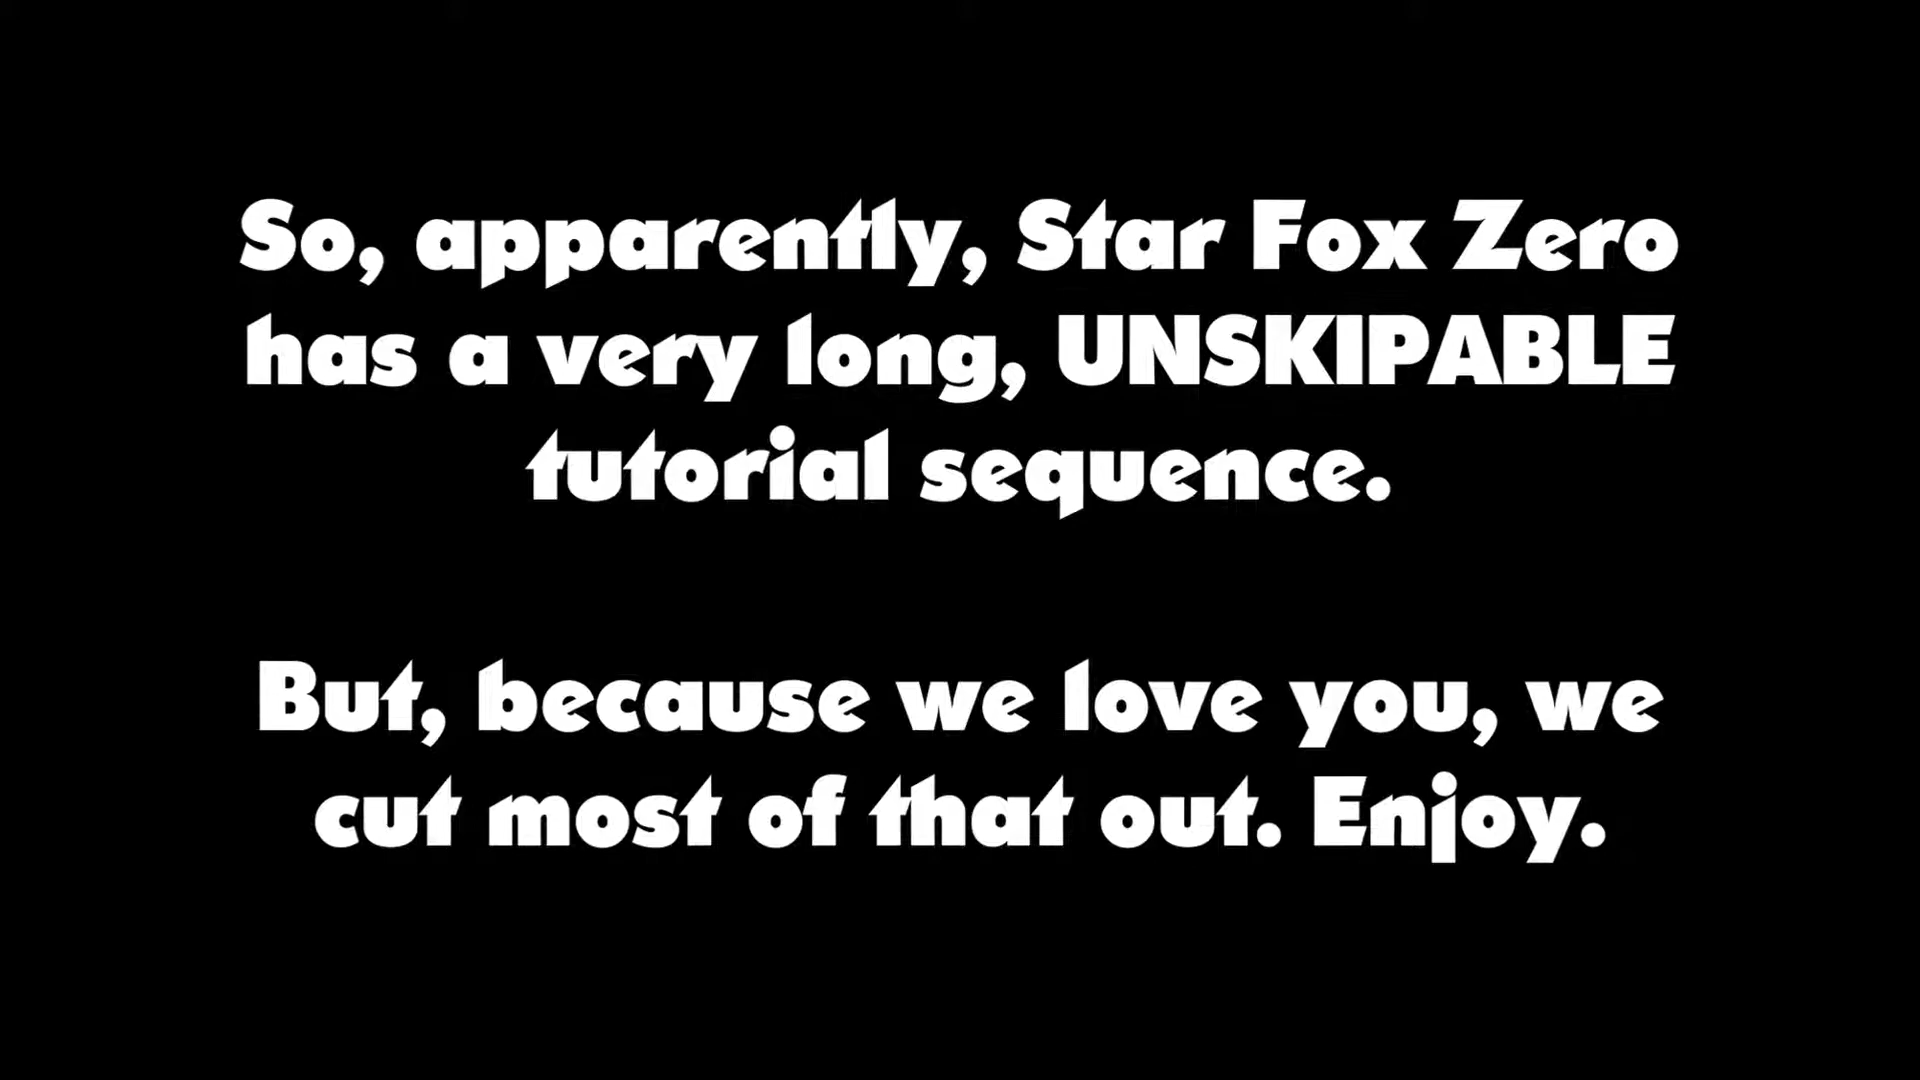 So, apparently, Star Fox Zero
has a very long, UNSKIPABLE
tutorial sequence.
But, because we love you, we
cut most of that out. Enjoy.